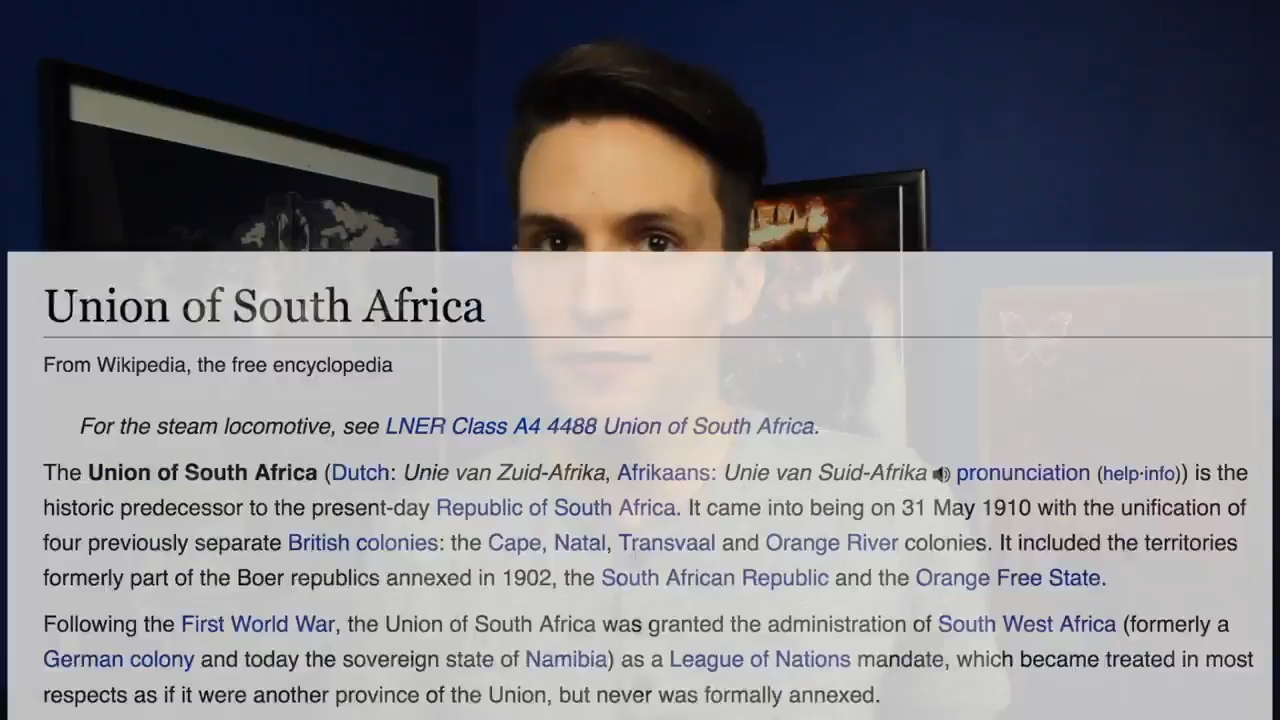 Union of South Africa
From Wikipedia, the free encyclopedia
For the steam locomotive, see LNER Class A4 4488 Union of South Africa.
The Union of South Africa (Dutch: Unie van Zuid-Afrika, Afrikaans: Unie van Suid-Afrika pronunciation (help·info)) is the
historic predecessor to the present-day Republic of South Africa. It came into being on 31 May 1910 with the unification of
four previously separate British colonies: the Cape, Natal, Transvaal and Orange River colonies. It included the territories
formerly part of the Boer republics annexed in 1902, the South African Republic and the Orange Free State.
Following the First World War, the Union of South Africa was granted the administration of South West Africa (formerly a
German colony and today the sovereign state of Namibia) as a League of Nations mandate, which became treated in most
respects as if it were another province of the Union, but never was formally annexed.